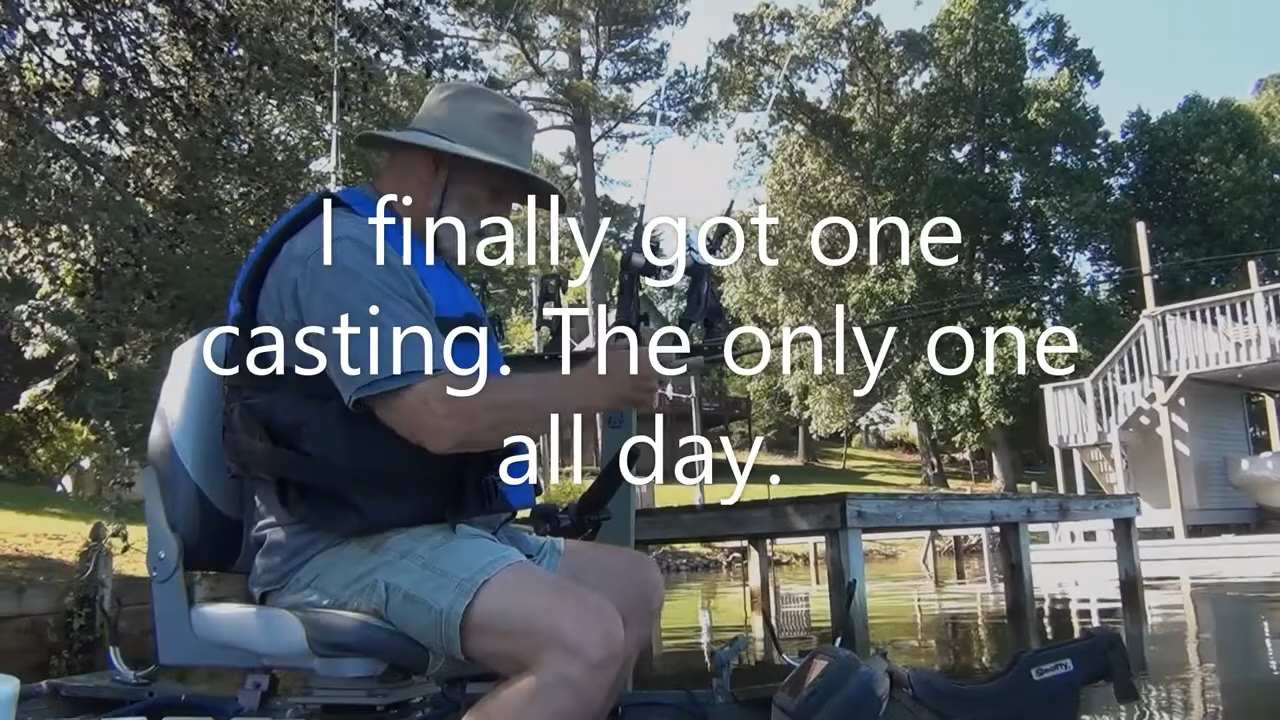 I finally got one
casting. The only one
all day.